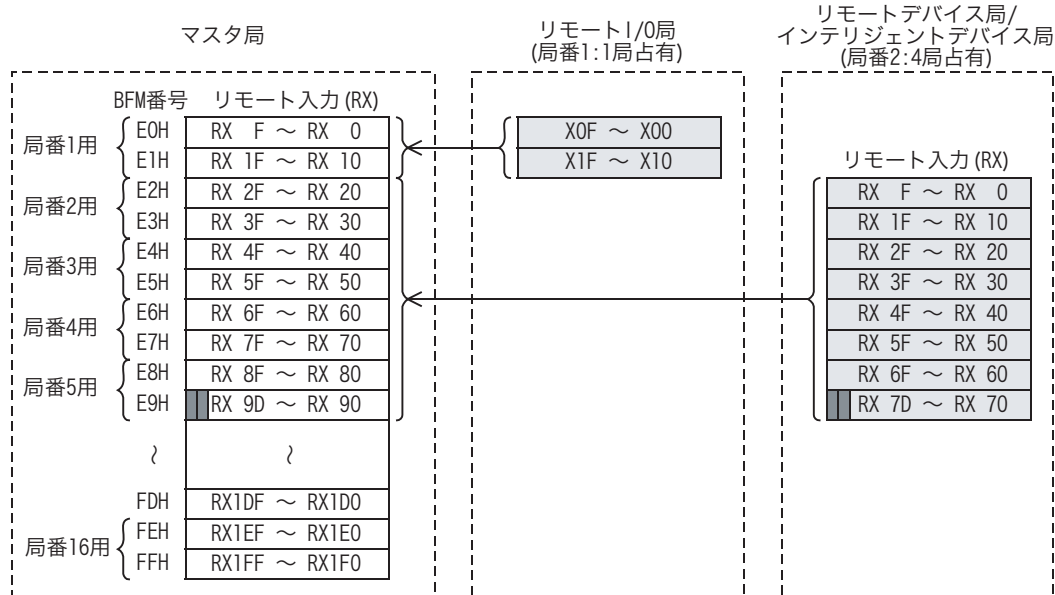 マスタ局
リモートI/O局
(局番1:1局占有)
リモートデバイス局/
インテリジェントデバイス局
(局番2:4局占有)
BFM番号 リモート入力(RX)
局番1用
E0H RX F ～ RX 0
E1H RX 1F ～ RX 10
局番2用
E2H RX 2F ～ RX 20
E3H RX 3F ～ RX 30
局番3用
E4H RX 4F ～ RX 40
E5H RX 5F ～ RX 50
局番4用
E6H RX 6F ～ RX 60
E7H RX 7F ～ RX 70
局番5用
E8H RX 8F ～ RX 80
E9H RX 9D ～ RX 90
～ ～
FDH RX1DF ～ RX1D0
局番16用
FEH RX1EF ～ RX1E0
FFH RX1FF ～ RX1F0
X0F ～ X00
X1F ～ X10
リモート入力(RX)
RX F ～ RX 0
RX 1F ～ RX 10
RX 2F ～ RX 20
RX 3F ～ RX 30
RX 4F ～ RX 40
RX 5F ～ RX 50
RX 6F ～ RX 60
RX 7D ～ RX 70